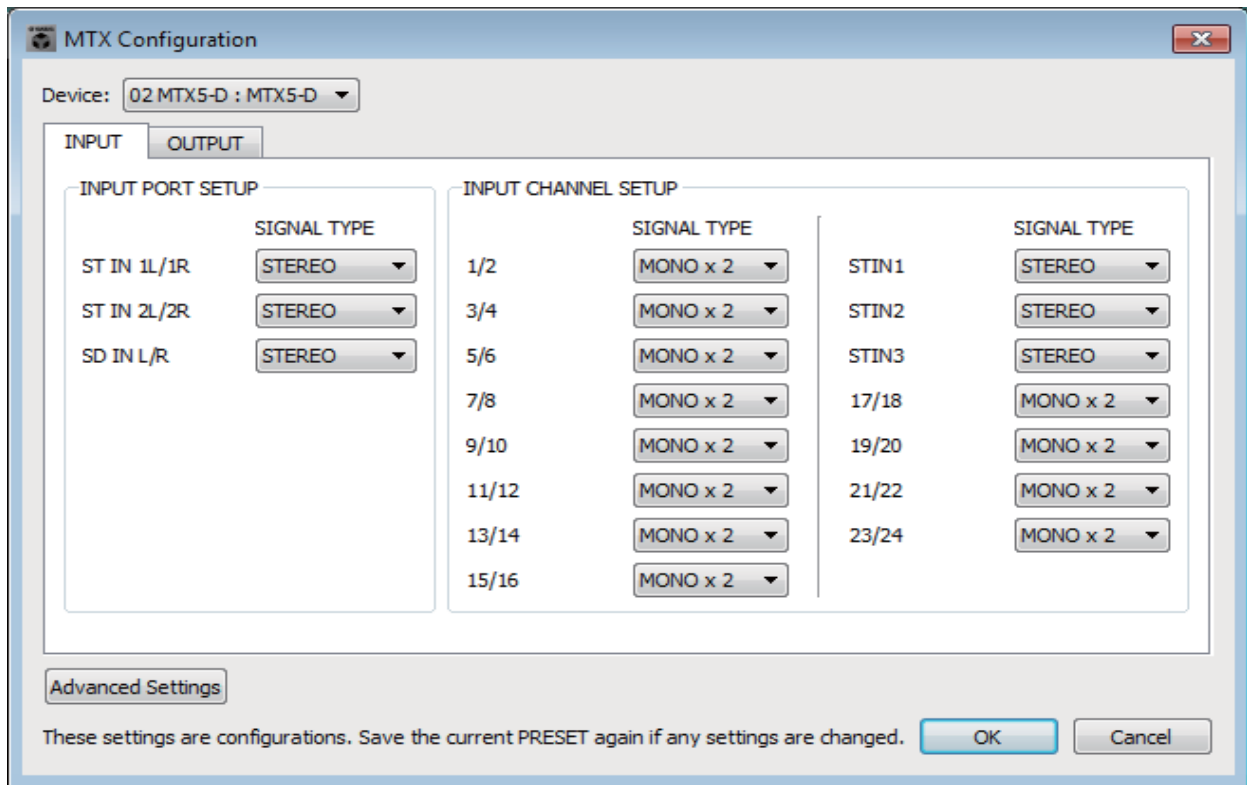 MTX Configuration
Device: 02 MTX5-D : MTX5-D
INPUT OUTPUT
INPUT PORT SETUP
SIGNAL TYPE
ST IN 1L/1R STEREO
ST IN 2L/2R STEREO
SD IN L/R STEREO
INPUT CHANNEL SETUP
SIGNAL TYPE
1/2 MONO x 2
3/4 MONO x 2
5/6 MONO x 2
7/8 MONO x 2
9/10 MONO x 2
11/12 MONO x 2
13/14 MONO x 2
15/16 MONO x 2
SIGNAL TYPE
STIN1 STEREO
STIN2 STEREO
STIN3 STEREO
17/18 MONO x 2
19/20 MONO x 2
21/22 MONO x 2
23/24 MONO x 2
Advanced Settings
These settings are configurations. Save the current PRESET again if any settings are changed. OK Cancel